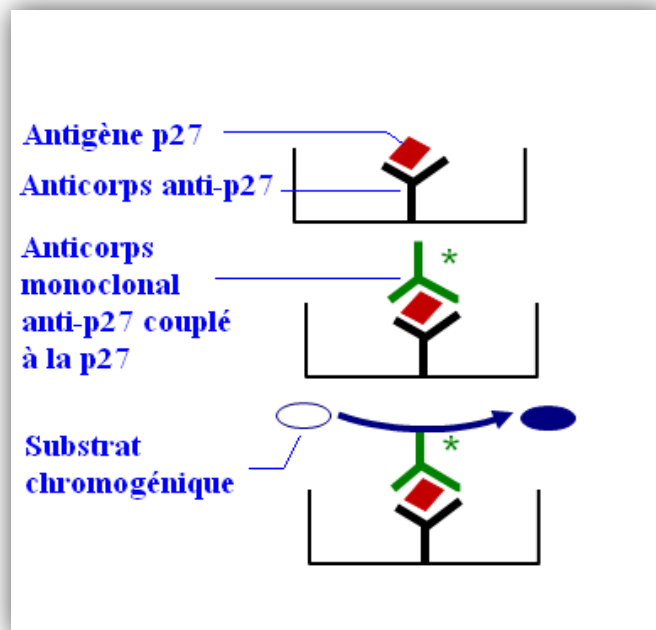 Antigène p27
Anticorps anti-p27
Anticorps
monoclonal
anti-p27 couplé
à la p27
*
Substrat
chromogénique
*